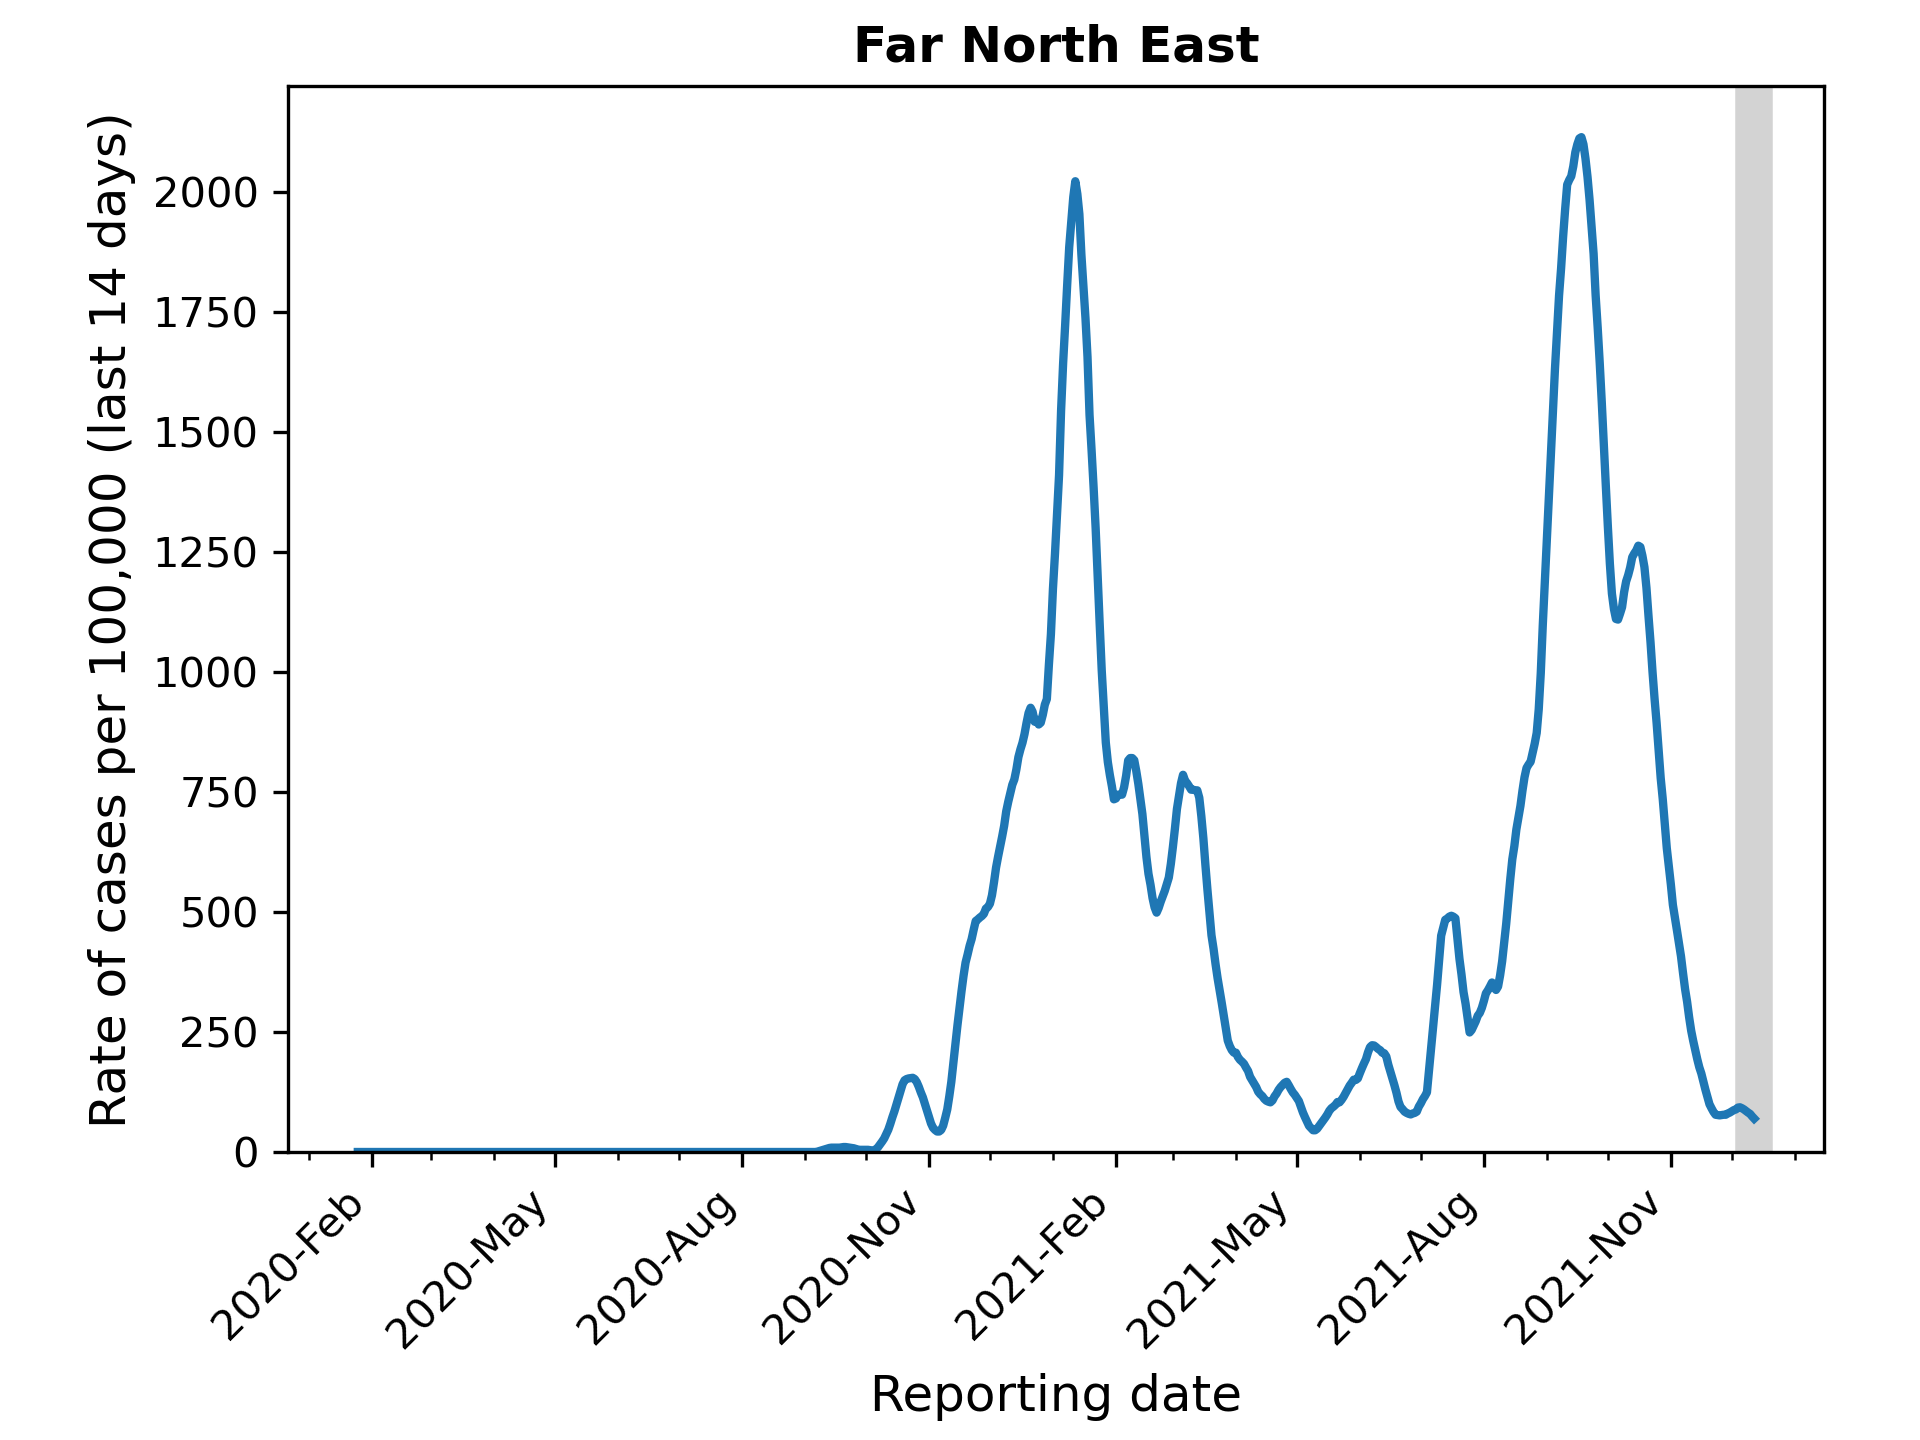 Far North East
Rate of cases per 100,000 (last 14 days)
2000
1750
1500
1250
1000
750
500
250
0
2020-Feb
2020-May
2020-Aug
2020-Nov
2021-Feb
2021-May
2021-Aug
2021-Nov
Reporting date